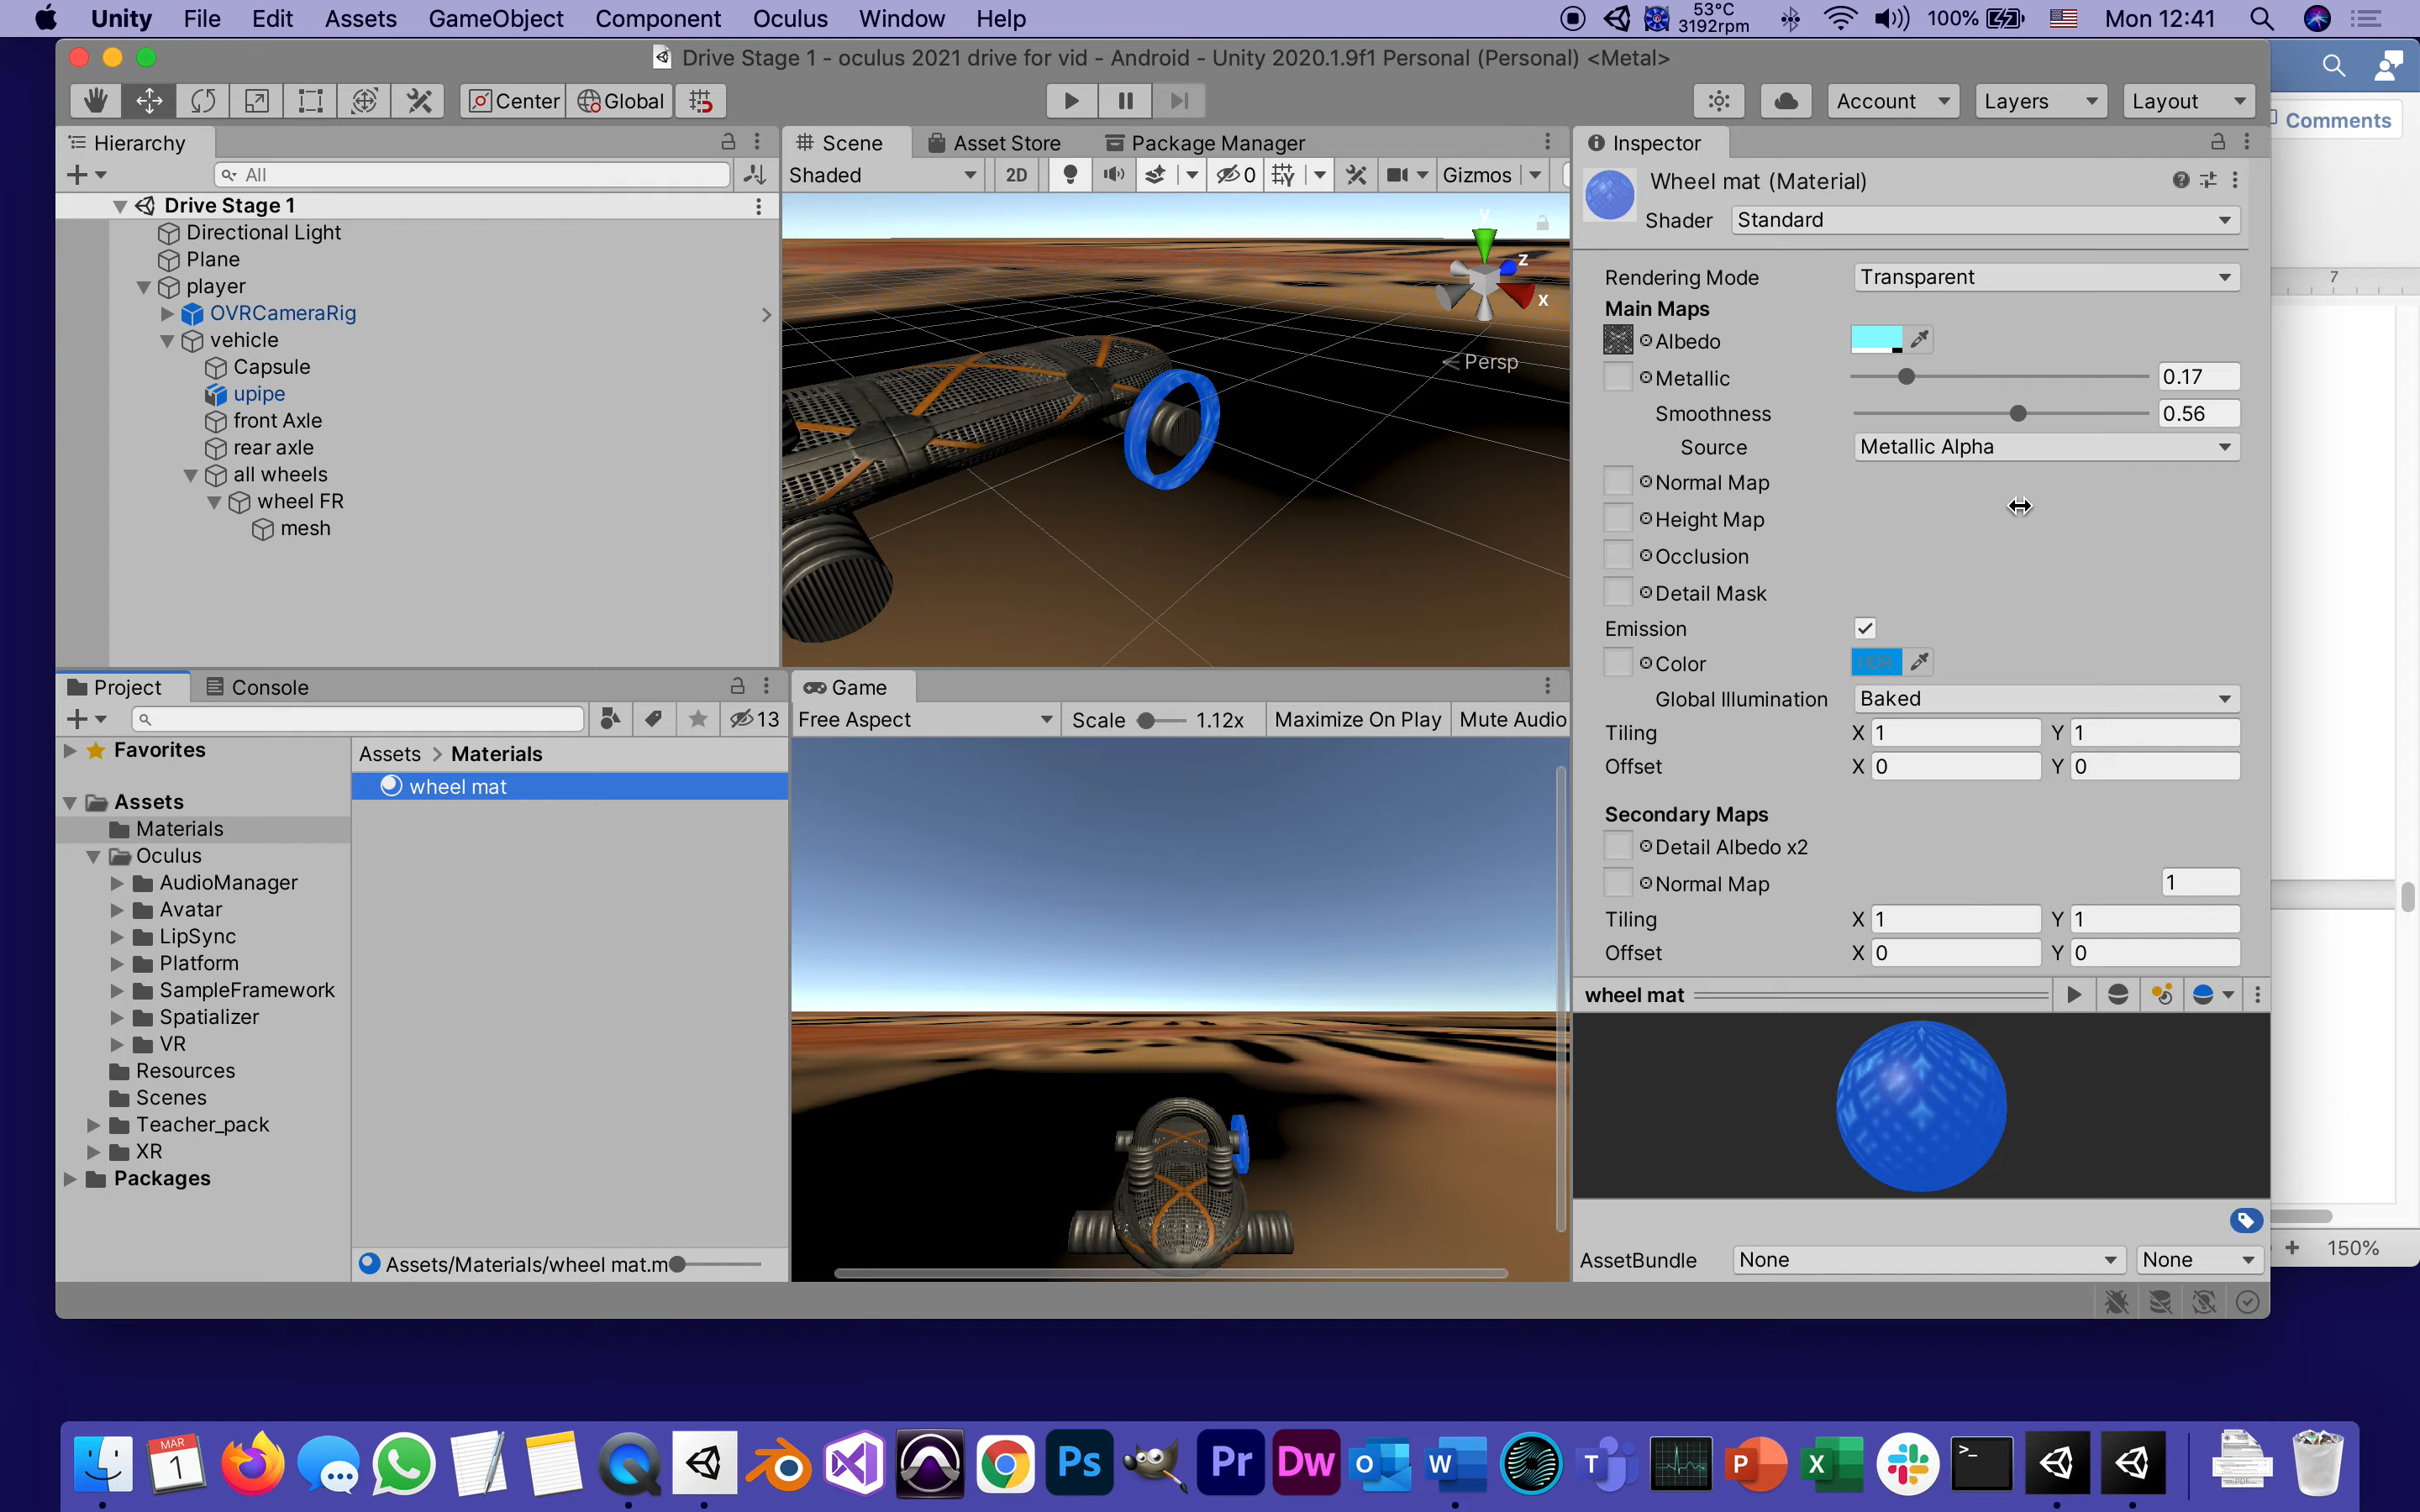 Unity File Edit Assets GameObject Component Oculus Window Help 53°C 3192rpm 100% Mon 12:41
Drive Stage 1 - oculus 2021 drive for vid - Android - Unity 2020.1.9f1 Personal (Personal) <Metal>
Center Global Account Layers Layout
Comments
Hierarchy
All
Drive Stage 1
Directional Light
Plane
player
OVRCameraRig
vehicle
Capsule
upipe
front Axle
rear axle
all wheels
wheel FR
mesh
Scene Asset Store Package Manager
Shaded 2D 0 Gizmos
y
z
x
< Persp
Project Console
13
Favorites
Assets
Materials
Oculus
AudioManager
Avatar
LipSync
Platform
SampleFramework
Spatializer
VR
Resources
Scenes
Teacher_pack
XR
Packages
Assets > Materials
wheel mat
Assets/Materials/wheel mat.m
Game
Free Aspect Scale 1.12x Maximize On Play Mute Audio
Inspector
Wheel mat (Material)
Shader Standard
Rendering Mode Transparent
Main Maps
Albedo
Metallic 0.17
Smoothness 0.56
Source Metallic Alpha
Normal Map
Height Map
Occlusion
Detail Mask
Emission
Color HDR
Global Illumination Baked
Tiling X 1 Y 1
Offset X 0 Y 0
Secondary Maps
Detail Albedo x2
Normal Map 1
Tiling X 1 Y 1
Offset X 0 Y 0
wheel mat
AssetBundle None None
7
150%
MAR
1
Ps Pr Dw O W T P X >_
PDF